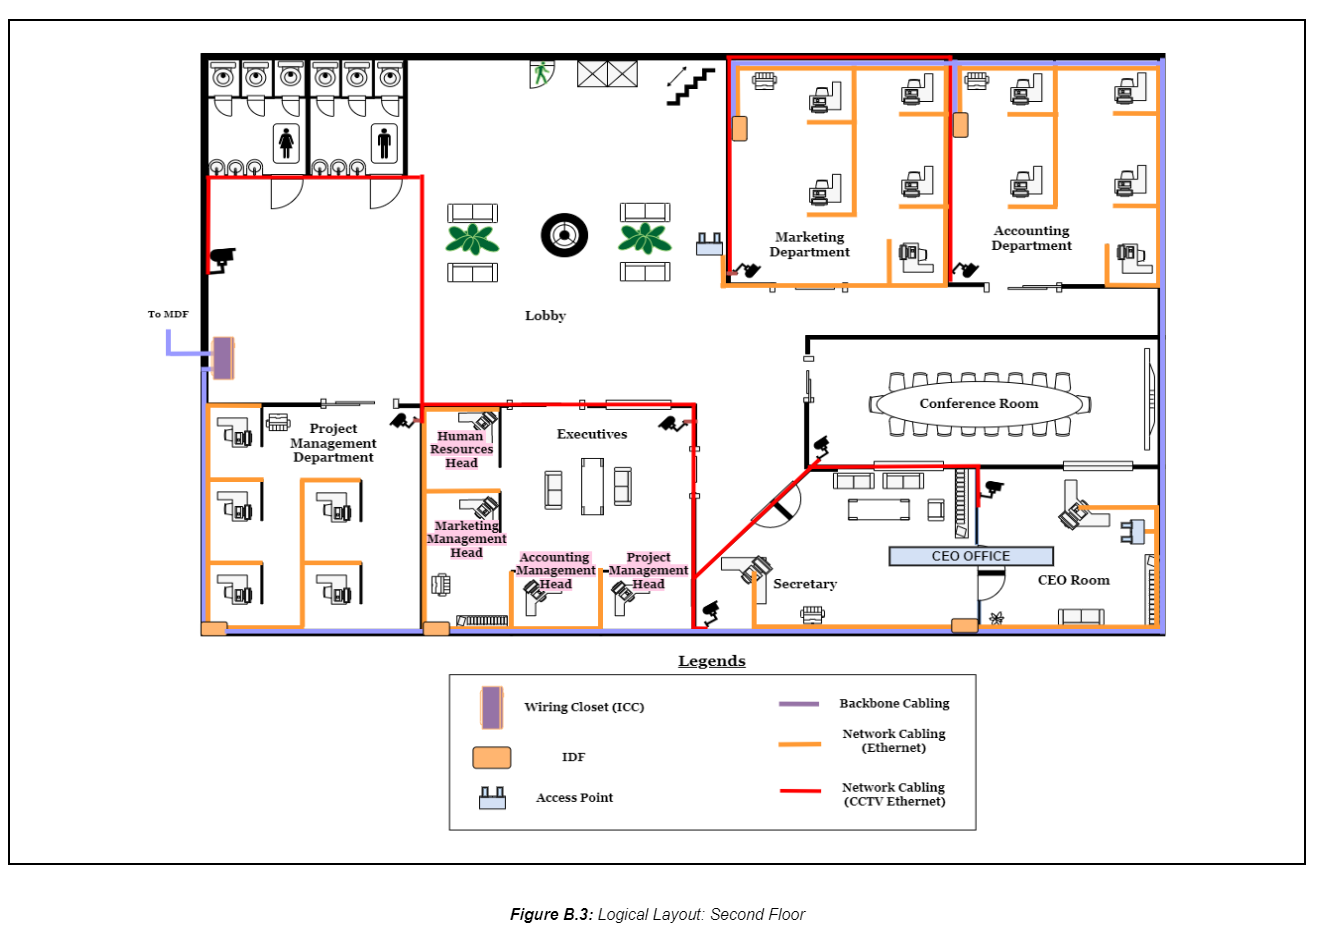 Marketing
Department
Accounting
Department
To MDF
Lobby
Conference Room
Project
Management
Department
Human
Resources
Head
Executives
Marketing
Management
Head
Accounting
Management
Head
Project
Management
Head
Secretary
CEO OFFICE
CEO Room
Legends
Wiring Closet (ICC)
Backbone Cabling
IDF
Network Cabling
(Ethernet)
Access Point
Network Cabling
(CCTV Ethernet)
Figure B.3: Logical Layout: Second Floor